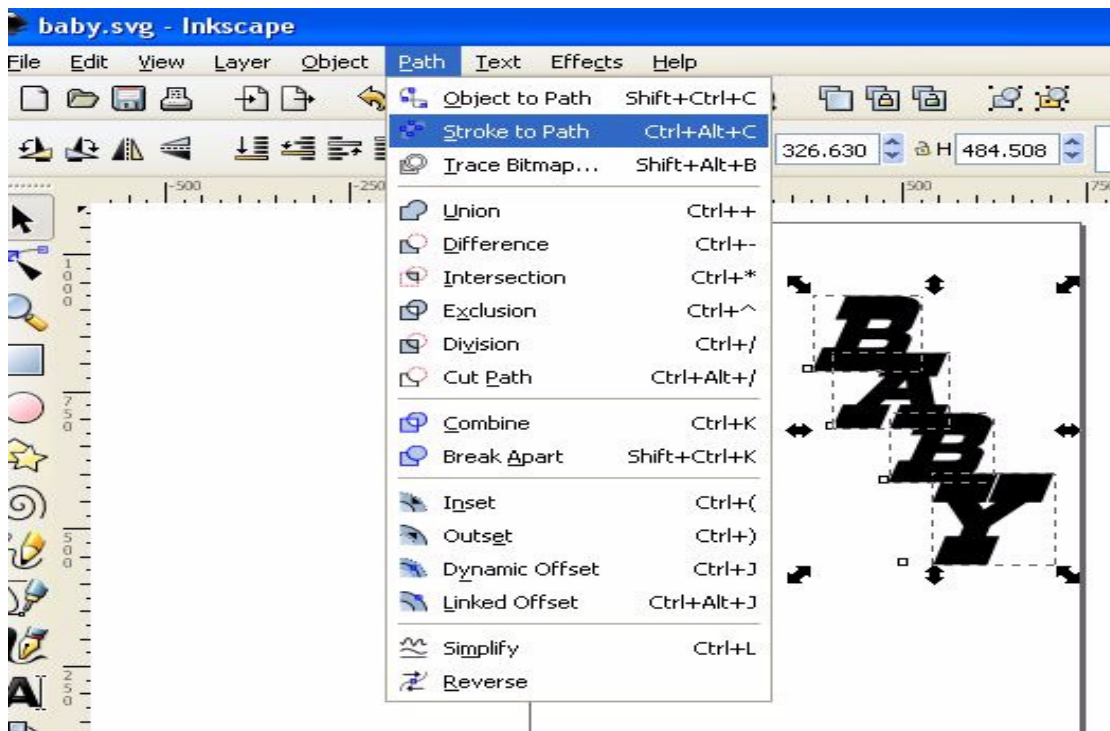 baby.svg - Inkscape
File Edit View Layer Object Path Text Effects Help
Object to Path Shift+Ctrl+C
Stroke to Path Ctrl+Alt+C
326.630 H 484.508
Trace Bitmap... Shift+Alt+B
-500 -250 500
Union Ctrl++
Difference Ctrl+-
1000
Intersection Ctrl+*
Exclusion Ctrl+^
Division Ctrl+/
Cut Path Ctrl+Alt+/
750
Combine Ctrl+K
Break Apart Shift+Ctrl+K
Inset Ctrl+(
Outset Ctrl+)
500
Dynamic Offset Ctrl+J
Linked Offset Ctrl+Alt+J
Simplify Ctrl+L
Reverse
250
B
A
B
Y